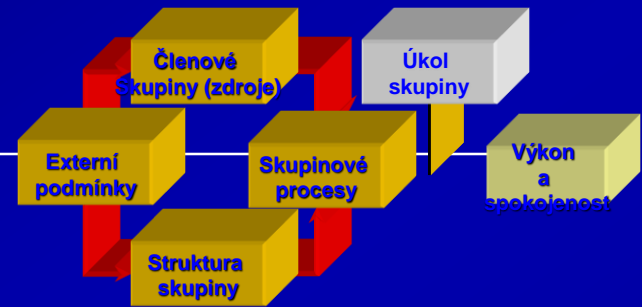 Členové
Skupiny (zdroje)
Úkol
skupiny
Externí
podmínky
Skupinové
procesy
Výkon
a
spokojenost
Struktura
skupiny